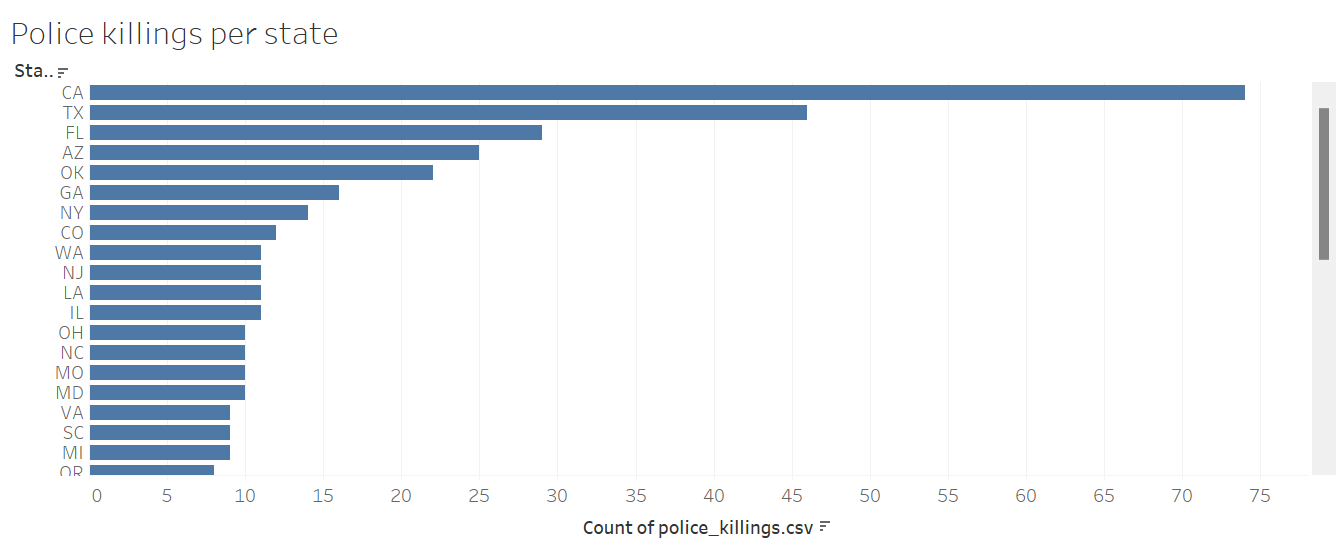 Police killings per state
Sta..
CA
TX
FL
AZ
OK
GA
NY
CO
WA
NJ
LA
IL
OH
NC
MO
MD
VA
SC
MI
OR
0 5 10 15 20 25 30 35 40 45 50 55 60 65 70 75
Count of police_killings.csv